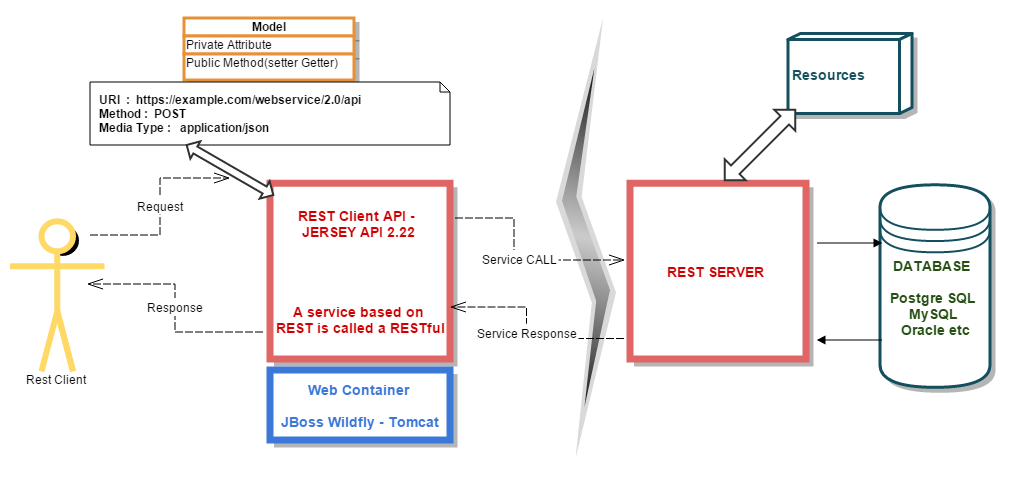 Model
Private Attribute
Public Method(setter Getter)
URI : https://example.com/webservice/2.0/api
Method : POST
Media Type : application/json
Resources
Request
REST Client API -
JERSEY API 2.22
Service CALL
REST SERVER
DATABASE
Postgre SQL
MySQL
Oracle etc
Response
A service based on
REST is called a RESTful
Service Response
Rest Client
Web Container
JBoss Wildfly - Tomcat